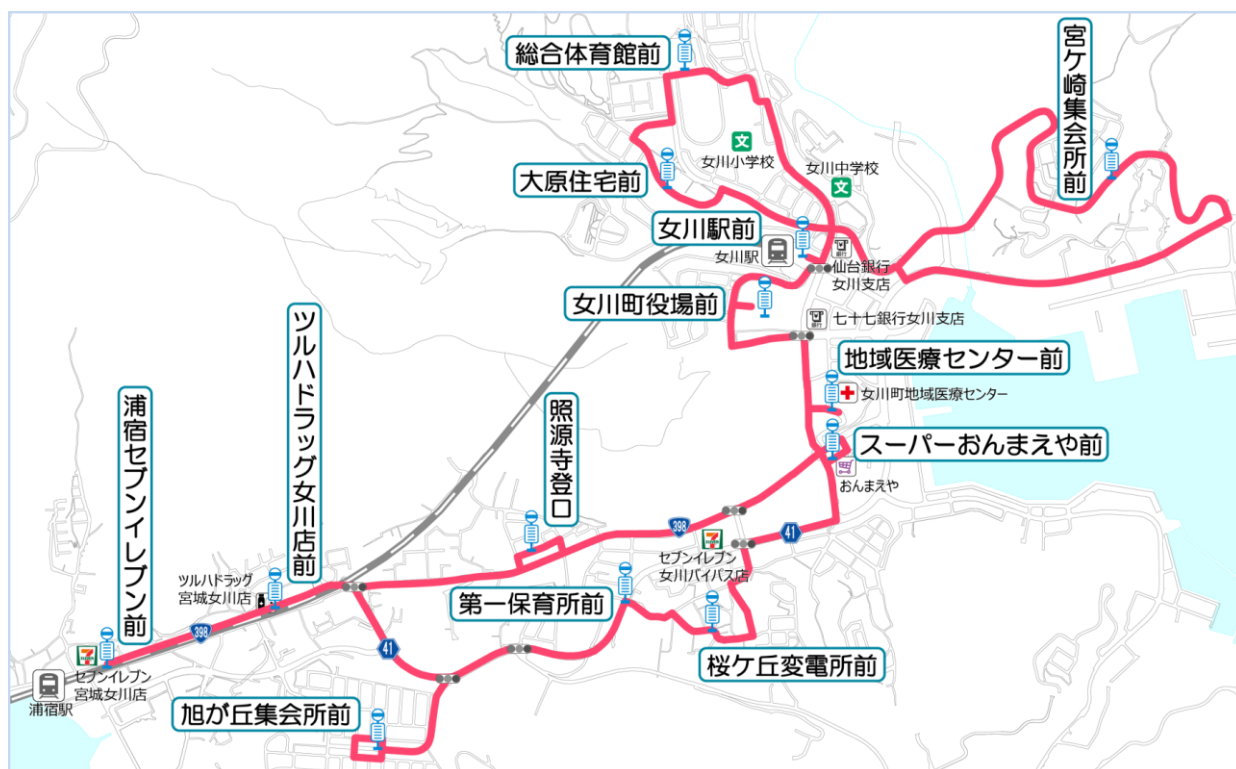 総合体育館前
宮ケ崎集会所前
女川小学校
女川中学校
大原住宅前
女川駅前
女川駅
銀行
仙台銀行
女川支店
女川町役場前
銀行
七十七銀行女川支店
地域医療センター前
女川町地域医療センター
スーパーおんまえや前
おんまえや
ツルハドラッグ女川店前
浦宿セブンイレブン前
照源寺登口
398
41
セブンイレブン
女川バイパス店
ツルハドラッグ
宮城女川店
第一保育所前
398
41
桜ケ丘変電所前
セブンイレブン
宮城女川店
浦宿駅
旭が丘集会所前
文
文